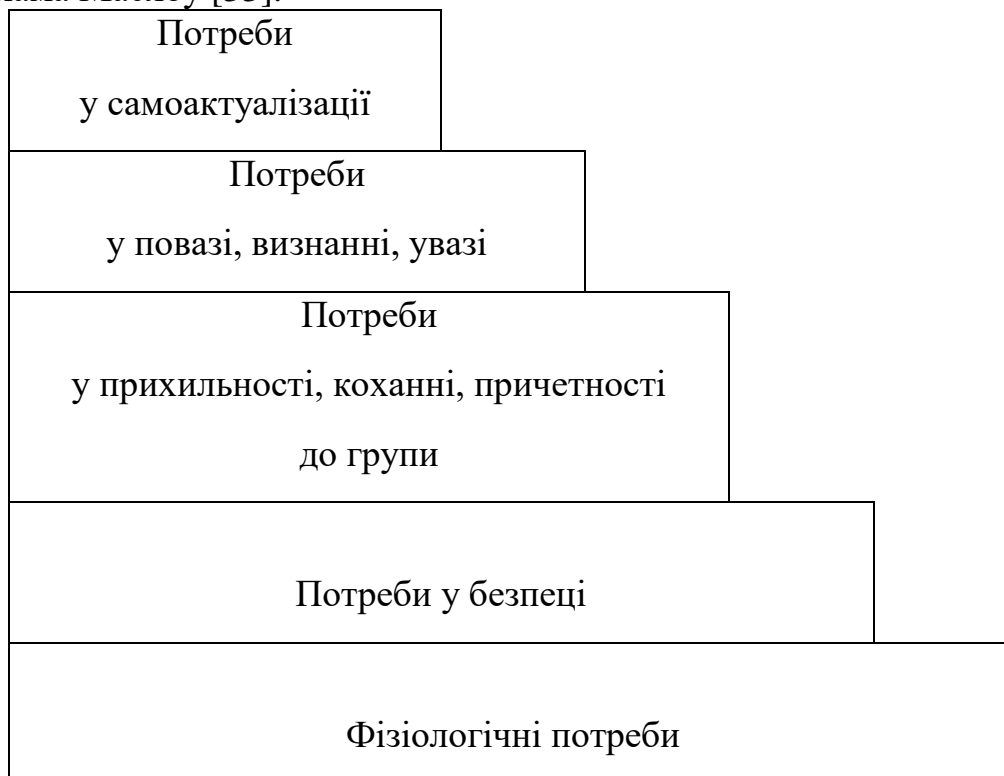 Потреби
у самоактуалізації
Потреби
у повазі, визнанні, увазі
Потреби
у прихильності, коханні, причетності
до групи
Потреби у безпеці
Фізіологічні потреби